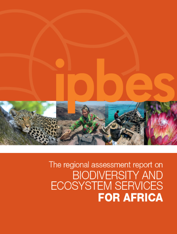 ipbes
The regional assessment report on
BIODIVERSITY AND
ECOSYSTEM SERVICES
FOR AFRICA